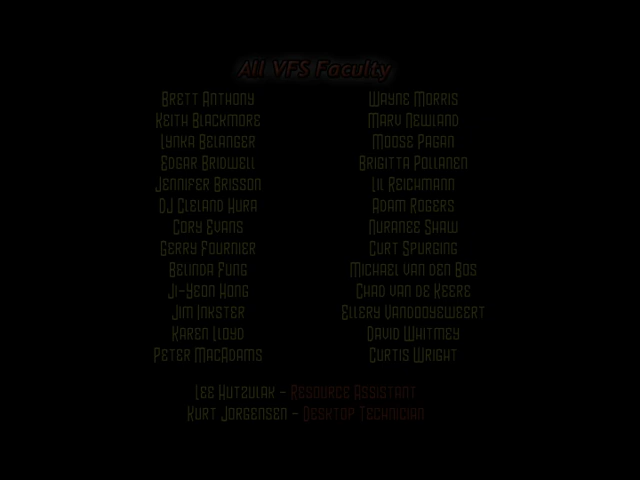 All VFS Faculty
Brett Anthony
Keith Blackmore
Lynka Belanger
Edgar Bridwell
Jennifer Brisson
DJ Cleland Hura
Cory Evans
Gerry Fournier
Belinda Fung
Ji-Yeon Hong
Jim Inkster
Karen Lloyd
Peter MacAdams
Wayne Morris
Marv Newland
Moose Pagan
Brigitta Pollanen
Lil Reichmann
Adam Rogers
Nuranee Shaw
Curt Spurging
Michael van den Bos
Chad van de Keere
Ellery Vandooyeweert
David Whitmey
Curtis Wright
Lee Hutzulak - Resource Assistant
Kurt Jorgensen - Desktop Technician